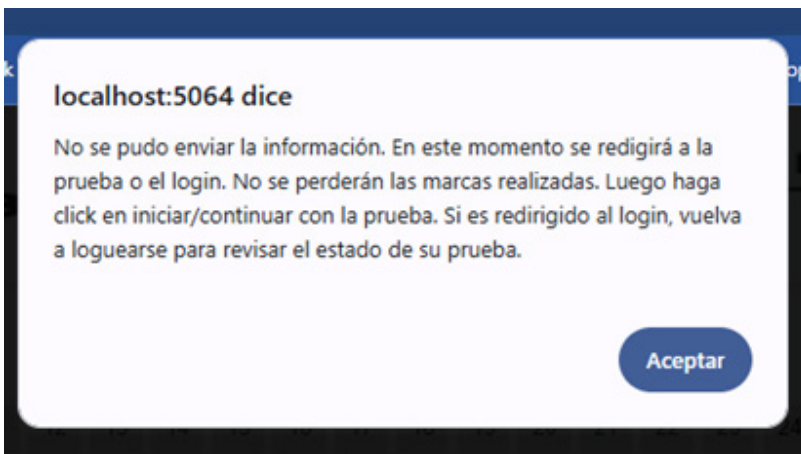 localhost:5064 dice
No se pudo enviar la información. En este momento se redigirá a la
prueba o el login. No se perderán las marcas realizadas. Luego haga
click en iniciar/continuar con la prueba. Si es redirigido al login, vuelva
a loguearse para revisar el estado de su prueba.
Aceptar